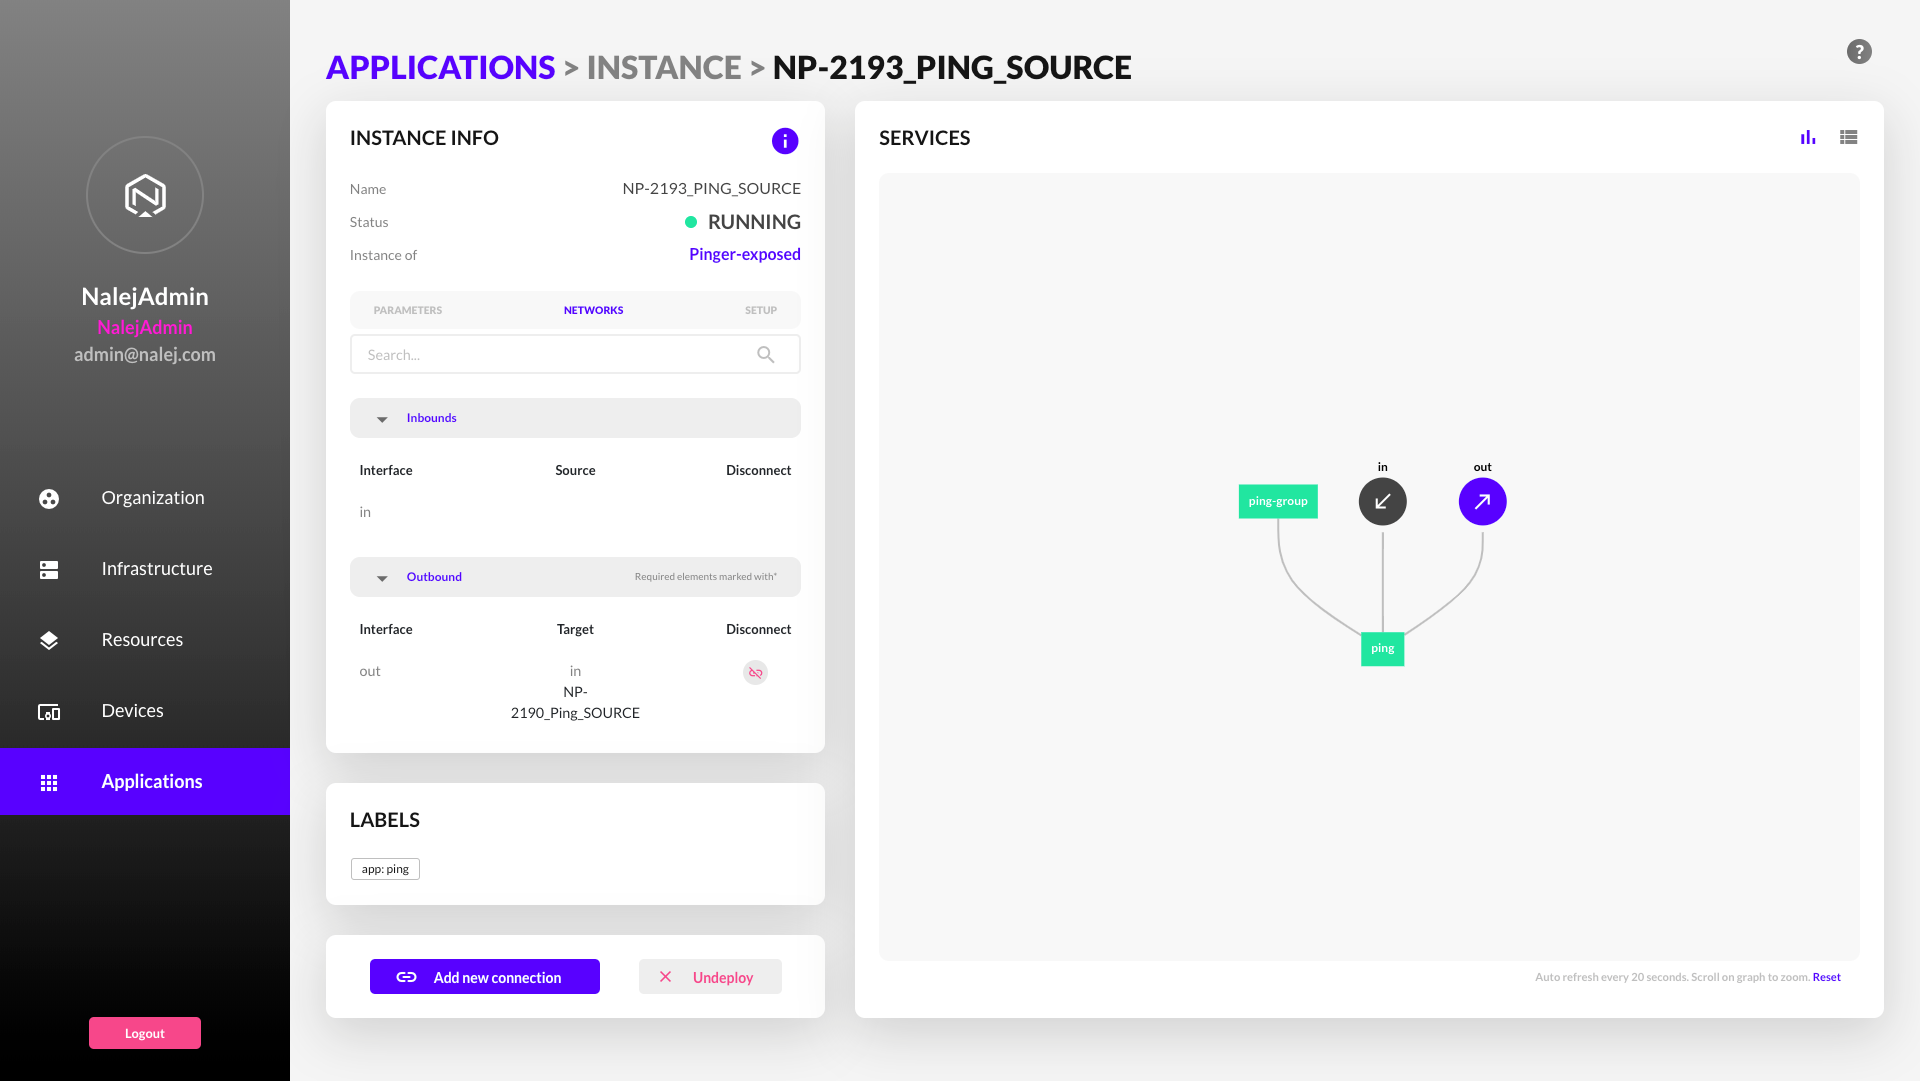 NalejAdmin
NalejAdmin
admin@nalej.com
Organization
Infrastructure
Resources
Devices
Applications
Logout
APPLICATIONS > INSTANCE > NP-2193_PING_SOURCE
?
INSTANCE INFO
Name NP-2193_PING_SOURCE
Status RUNNING
Instance of Pinger-exposed
PARAMETERS NETWORKS SETUP
Search...
Inbounds
Interface Source Disconnect
in
Outbound Required elements marked with*
Interface Target Disconnect
out in
NP-
2190_Ping_SOURCE
LABELS
app: ping
Add new connection Undeploy
SERVICES
in out
ping-group
ping
Auto refresh every 20 seconds. Scroll on graph to zoom. Reset